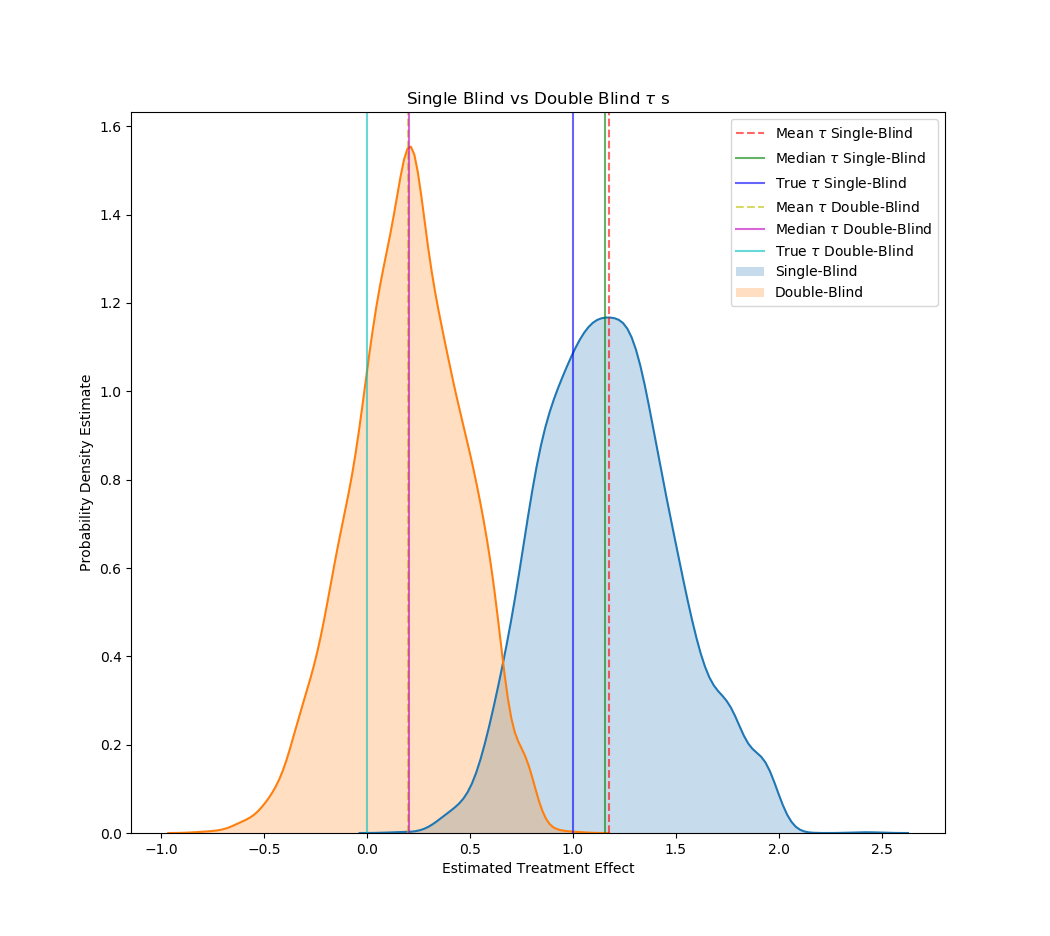 Single Blind vs Double Blind τ s
1.6
1.4
1.2
1.0
0.8
0.6
0.4
0.2
0.0
Probability Density Estimate
Mean τ Single-Blind
Median τ Single-Blind
True τ Single-Blind
Mean τ Double-Blind
Median τ Double-Blind
True τ Double-Blind
Single-Blind
Double-Blind
−1.0 −0.5 0.0 0.5 1.0 1.5 2.0 2.5
Estimated Treatment Effect